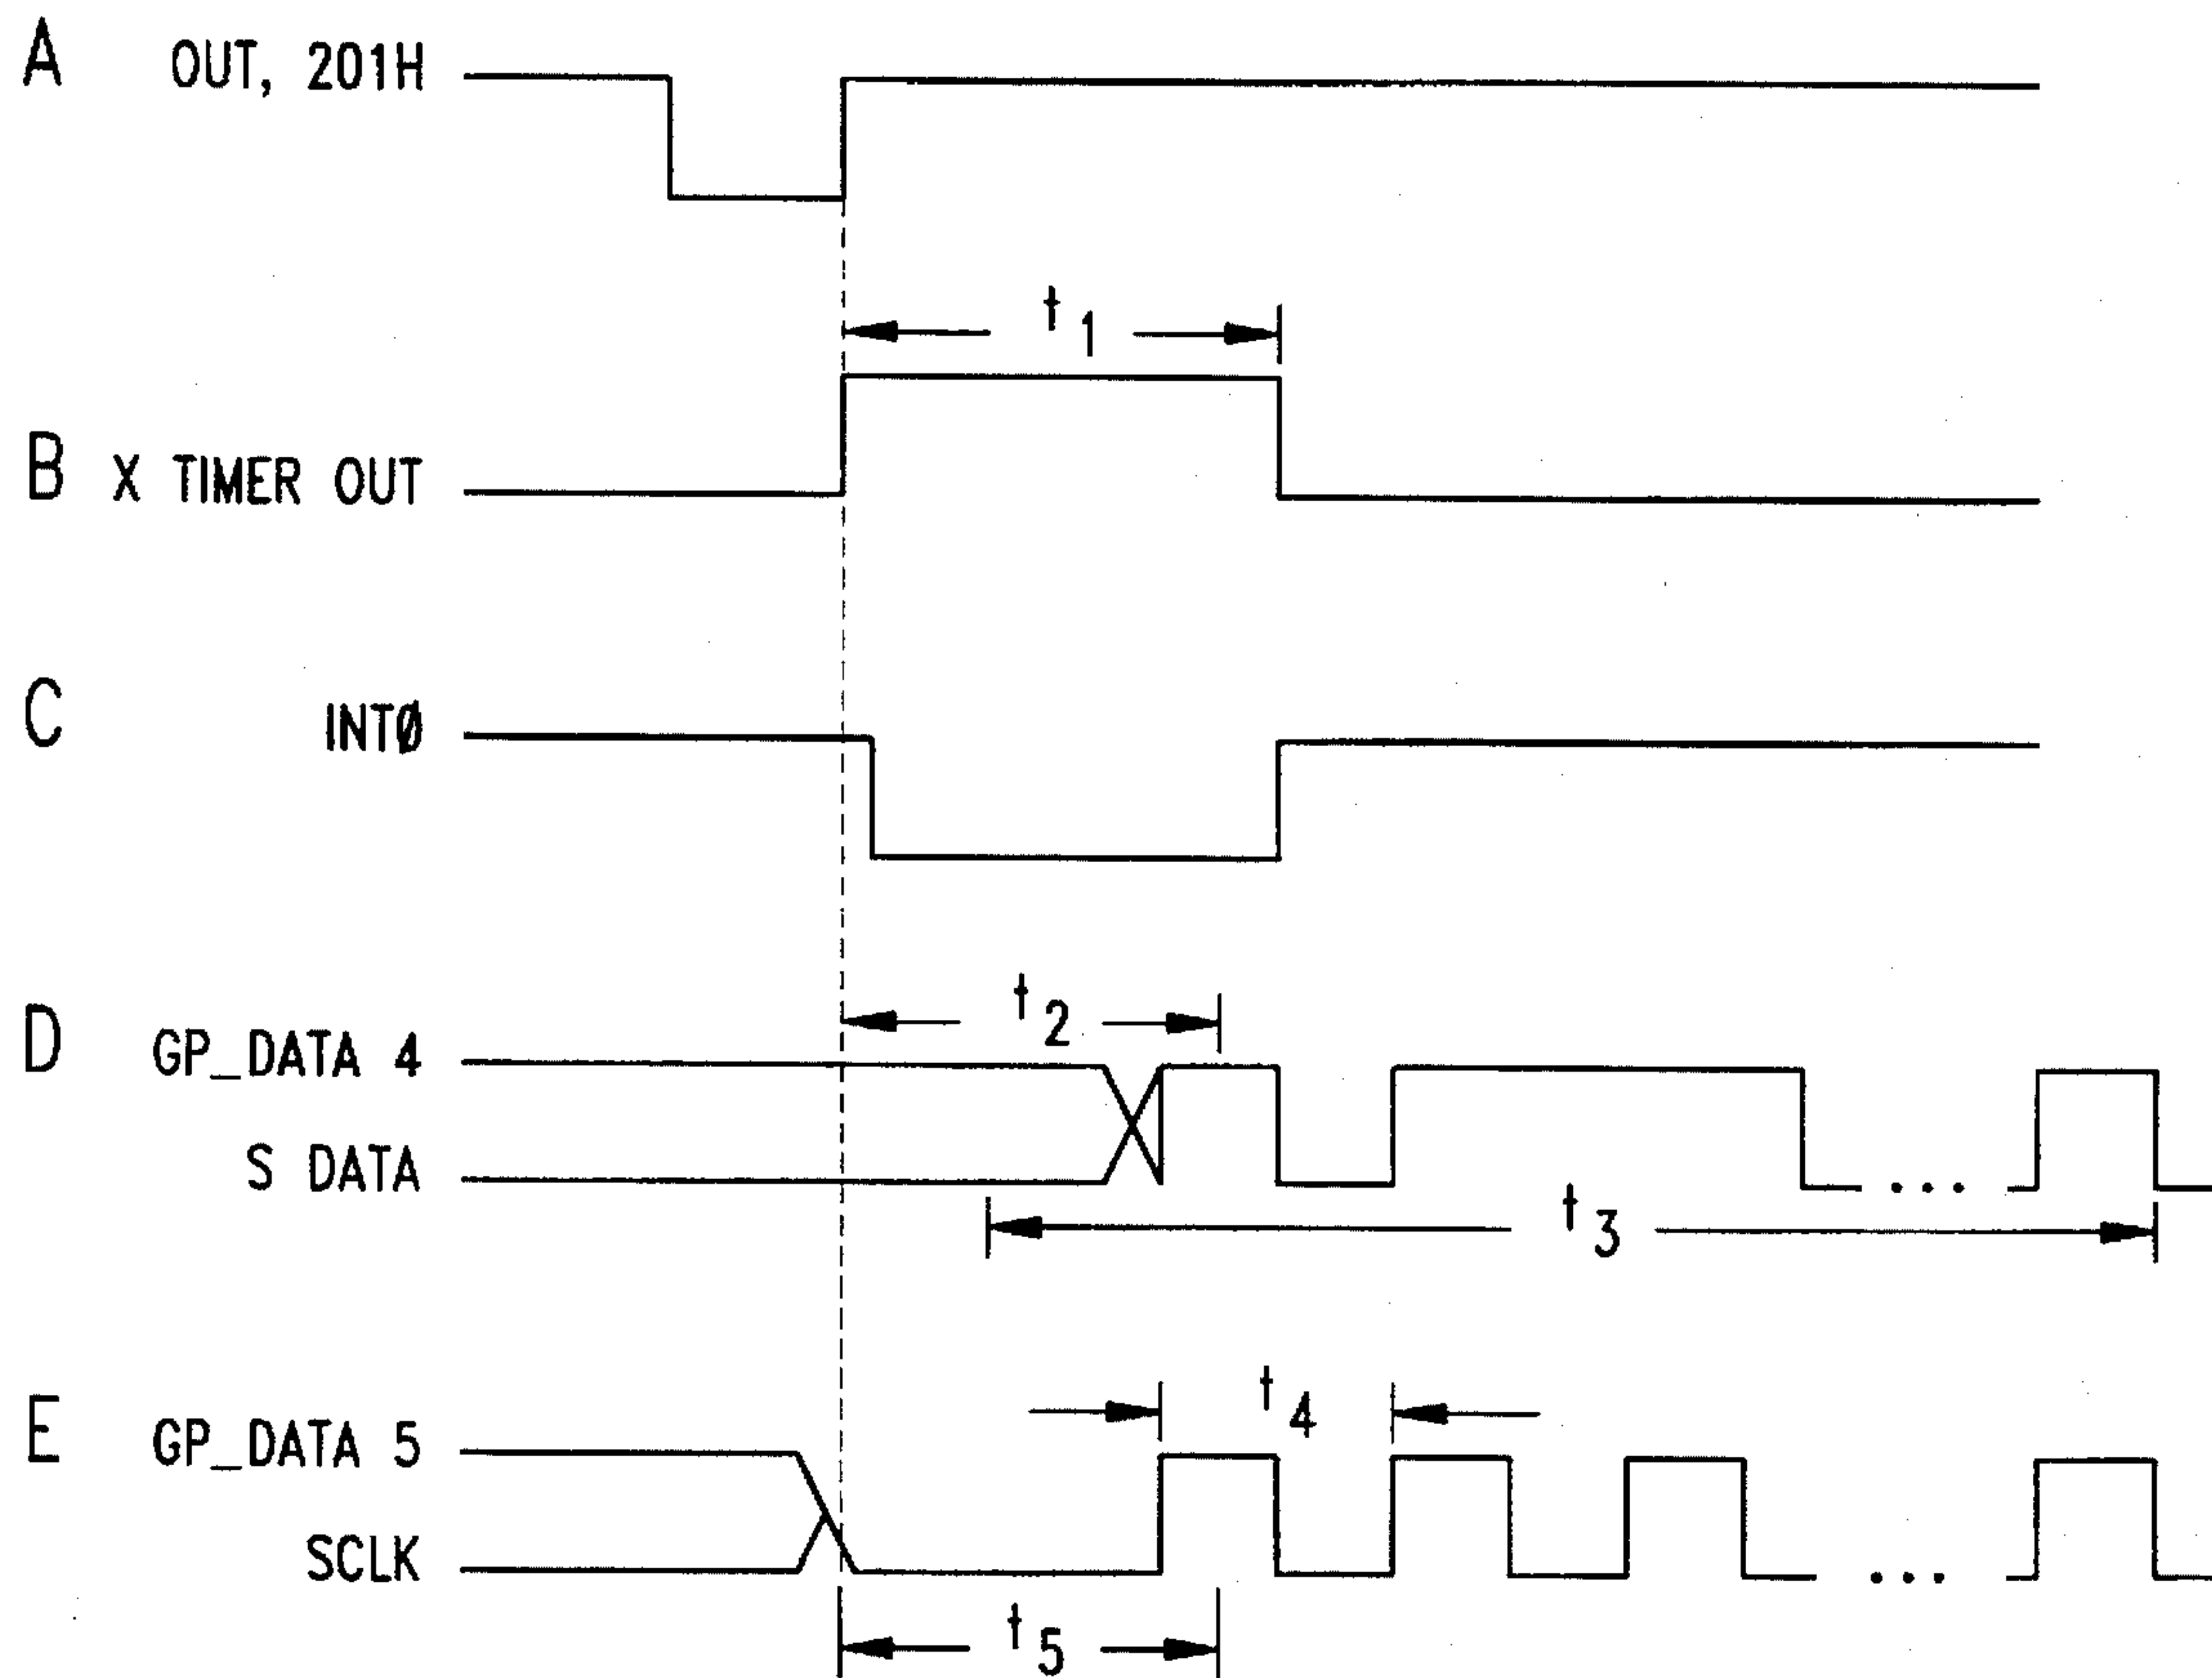 A OUT, 201H
t1
B X TIMER OUT
C INTØ
t2
D GP_DATA 4
S DATA
t3
t4
E GP_DATA 5
SCLK
t5